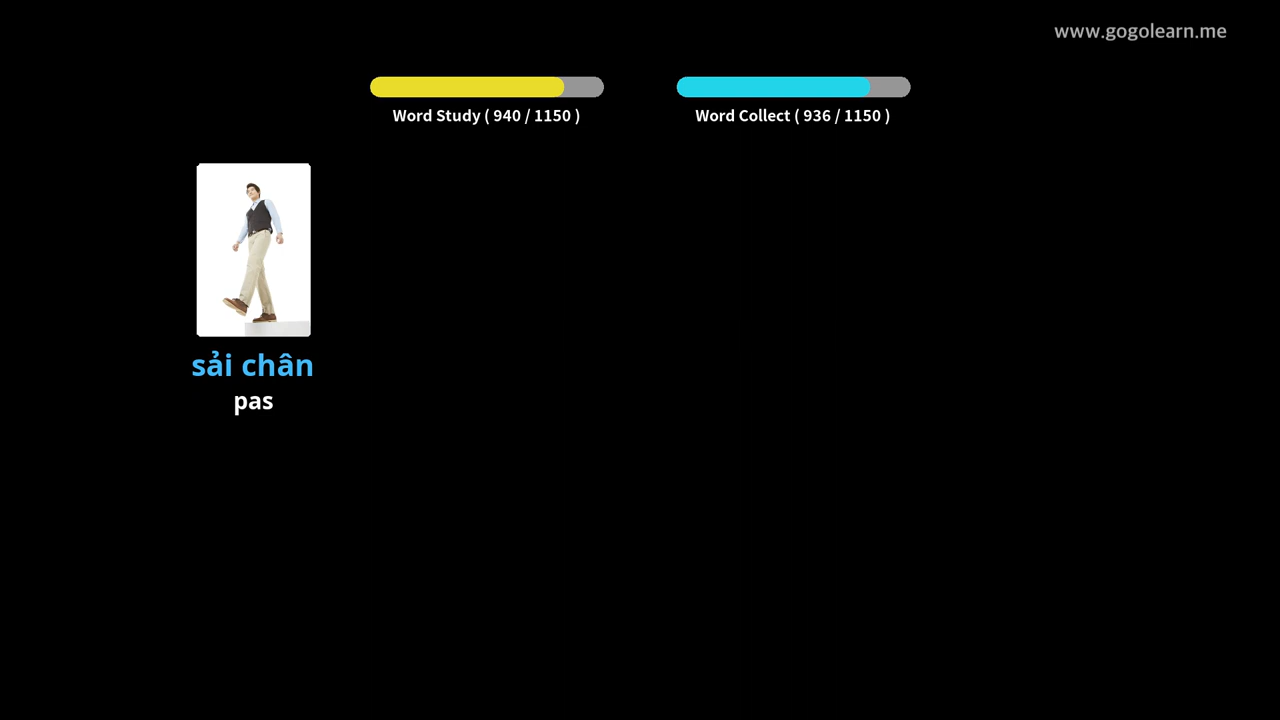 www.gogolearn.me
Word Study ( 940 / 1150 )
Word Collect ( 936 / 1150 )
sải chân
pas